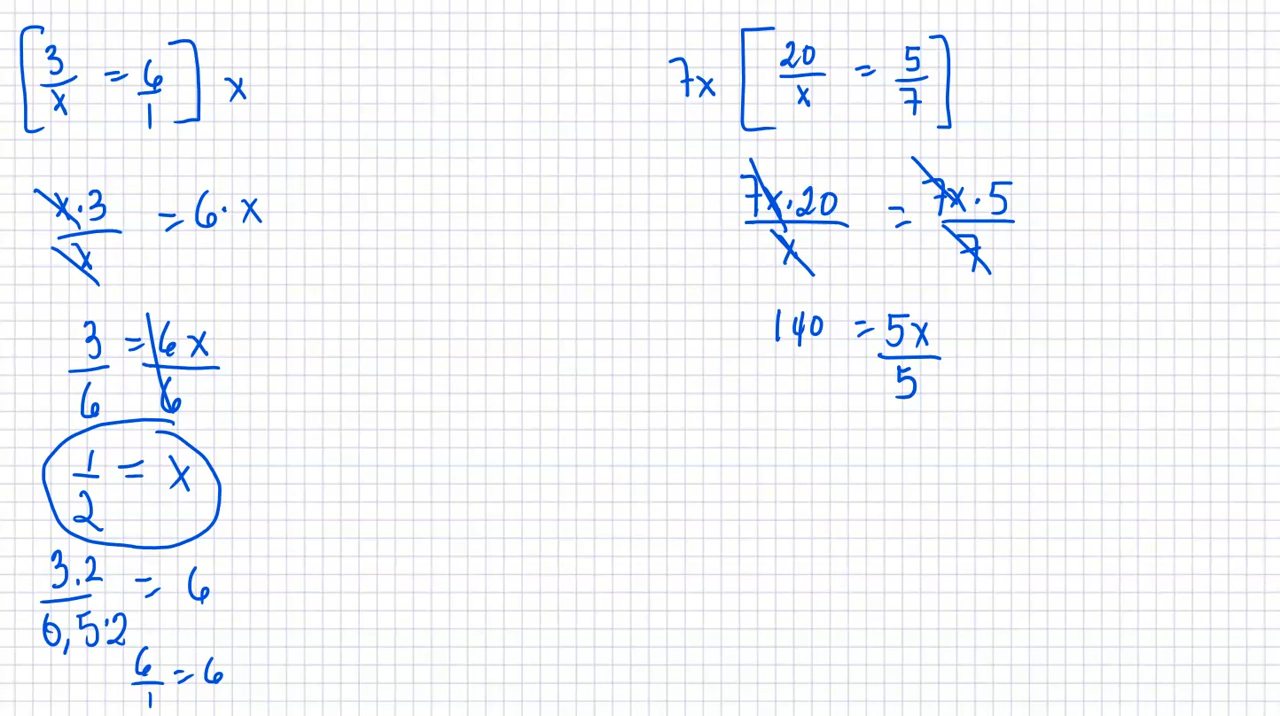 [3/x = 6/1] x
x·3/x = 6·x
3/6 = 6x/6
1/2 = x
3·2/0,5·2 = 6
6/1 = 6
7x [20/x = 5/7]
7x·20/x = 7x·5/7
140 = 5x/5